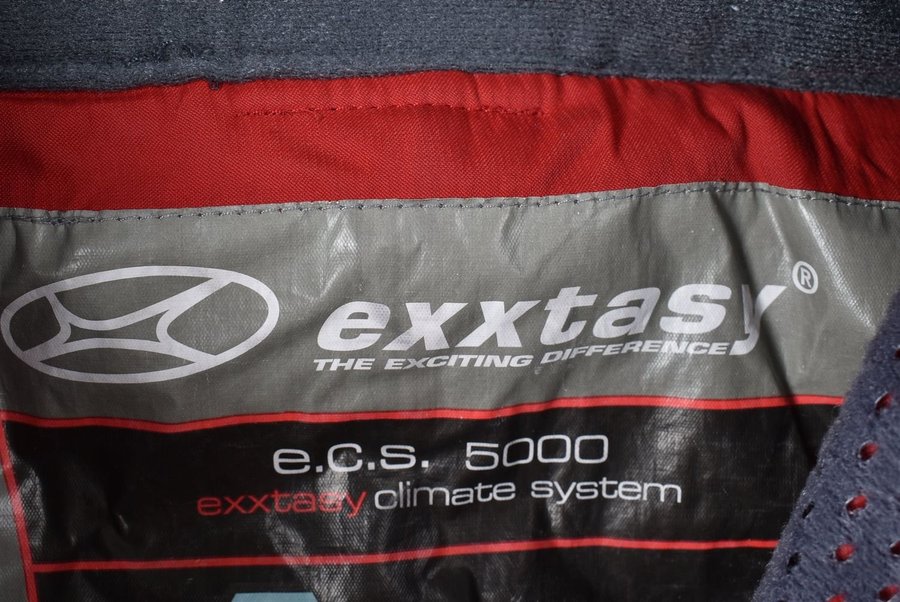 exxtasy®
THE EXCITING DIFFERENCE
e.c.s. 5000
exxtasy climate system